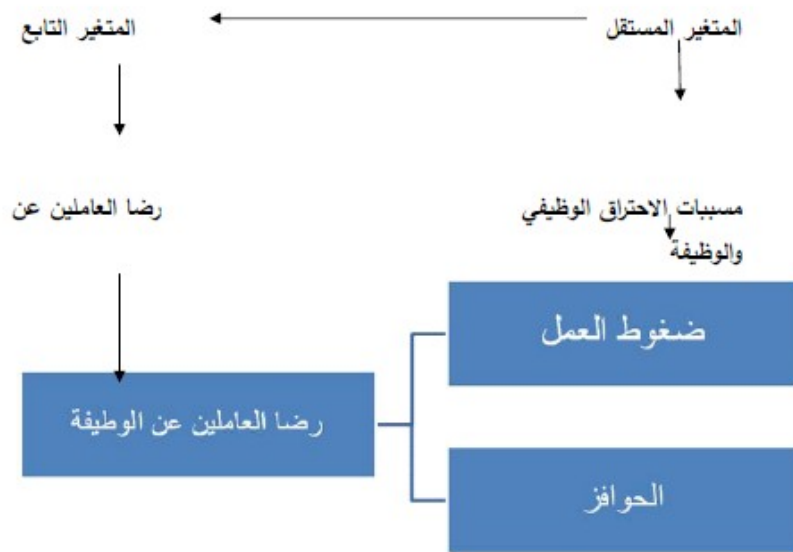 المتغير المستقل
المتغير التابع
مسببات الاحتراق الوظيفي
رضا العاملين عن
والوظيفة
ضغوط العمل
رضا العاملين عن الوظيفة
الحوافز